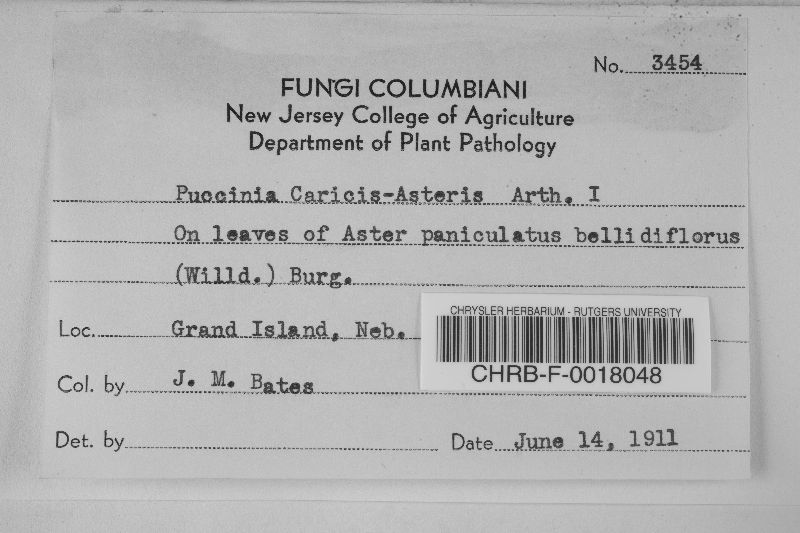 No. 3454
FUNGI COLUMBIANI
New Jersey College of Agriculture
Department of Plant Pathology
Puccinia Caricis-Asteris Arth. I
On leaves of Aster paniculatus bellidiflorus
(Willd.) Burg.
Loc. Grand Island, Neb.
CHRYSLER HERBARIUM - RUTGERS UNIVERSITY
CHRB-F-0018048
Col. by J. M. Bates
Det. by
Date June 14, 1911